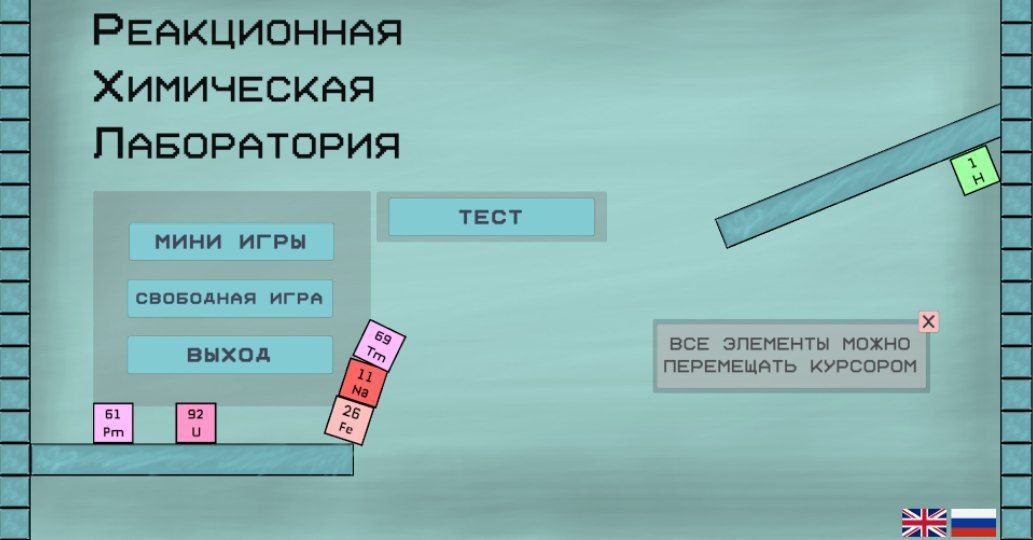 РЕАКЦИОННАЯ
ХИМИЧЕСКАЯ
ЛАБОРАТОРИЯ
ТЕСТ
МИНИ ИГРЫ
СВОБОДНАЯ ИГРА
ВЫХОД
1
H
X
ВСЕ ЭЛЕМЕНТЫ МОЖНО
ПЕРЕМЕЩАТЬ КУРСОРОМ
69
Tm
11
Na
26
Fe
61
Pm
92
U